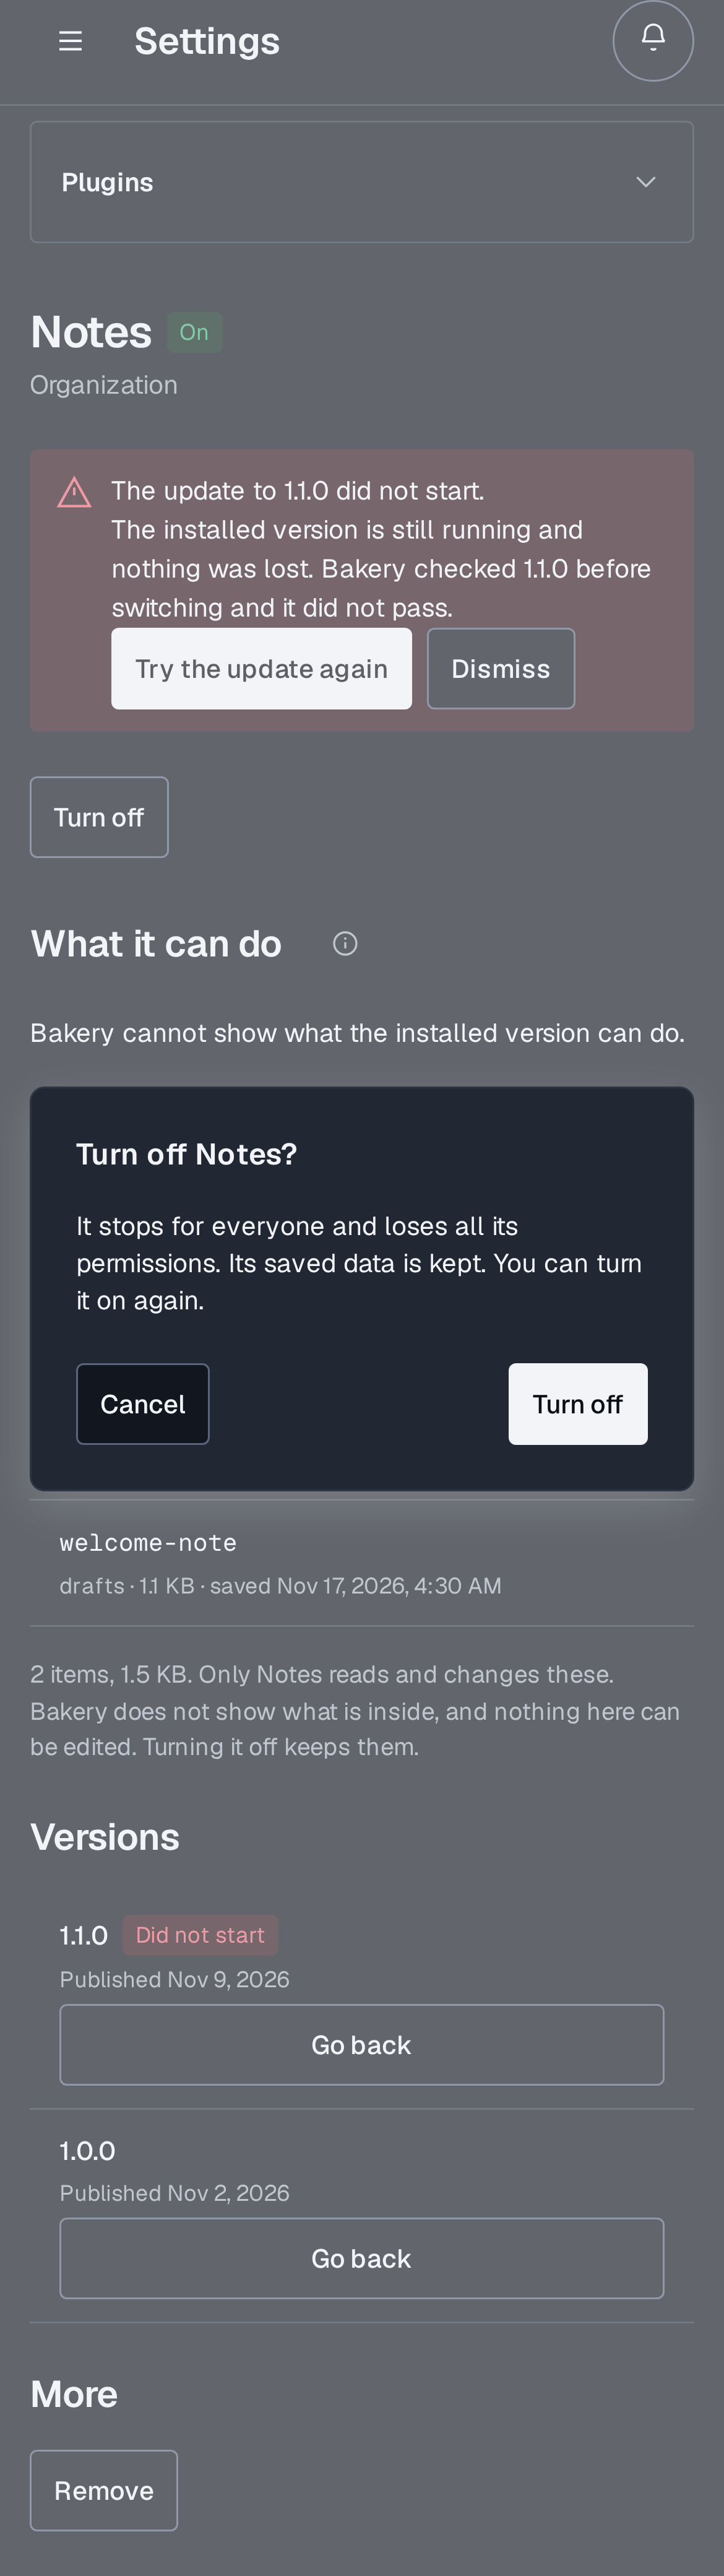 Settings
Plugins
Notes On
Organization
The update to 1.1.0 did not start.
The installed version is still running and
nothing was lost. Bakery checked 1.1.0 before
switching and it did not pass.
Try the update again Dismiss
Turn off
What it can do
Bakery cannot show what the installed version can do.
Turn off Notes?
It stops for everyone and loses all its
permissions. Its saved data is kept. You can turn
it on again.
Cancel Turn off
welcome-note
drafts · 1.1 KB · saved Nov 17, 2026, 4:30 AM
2 items, 1.5 KB. Only Notes reads and changes these.
Bakery does not show what is inside, and nothing here can
be edited. Turning it off keeps them.
Versions
1.1.0 Did not start
Published Nov 9, 2026
Go back
1.0.0
Published Nov 2, 2026
Go back
More
Remove